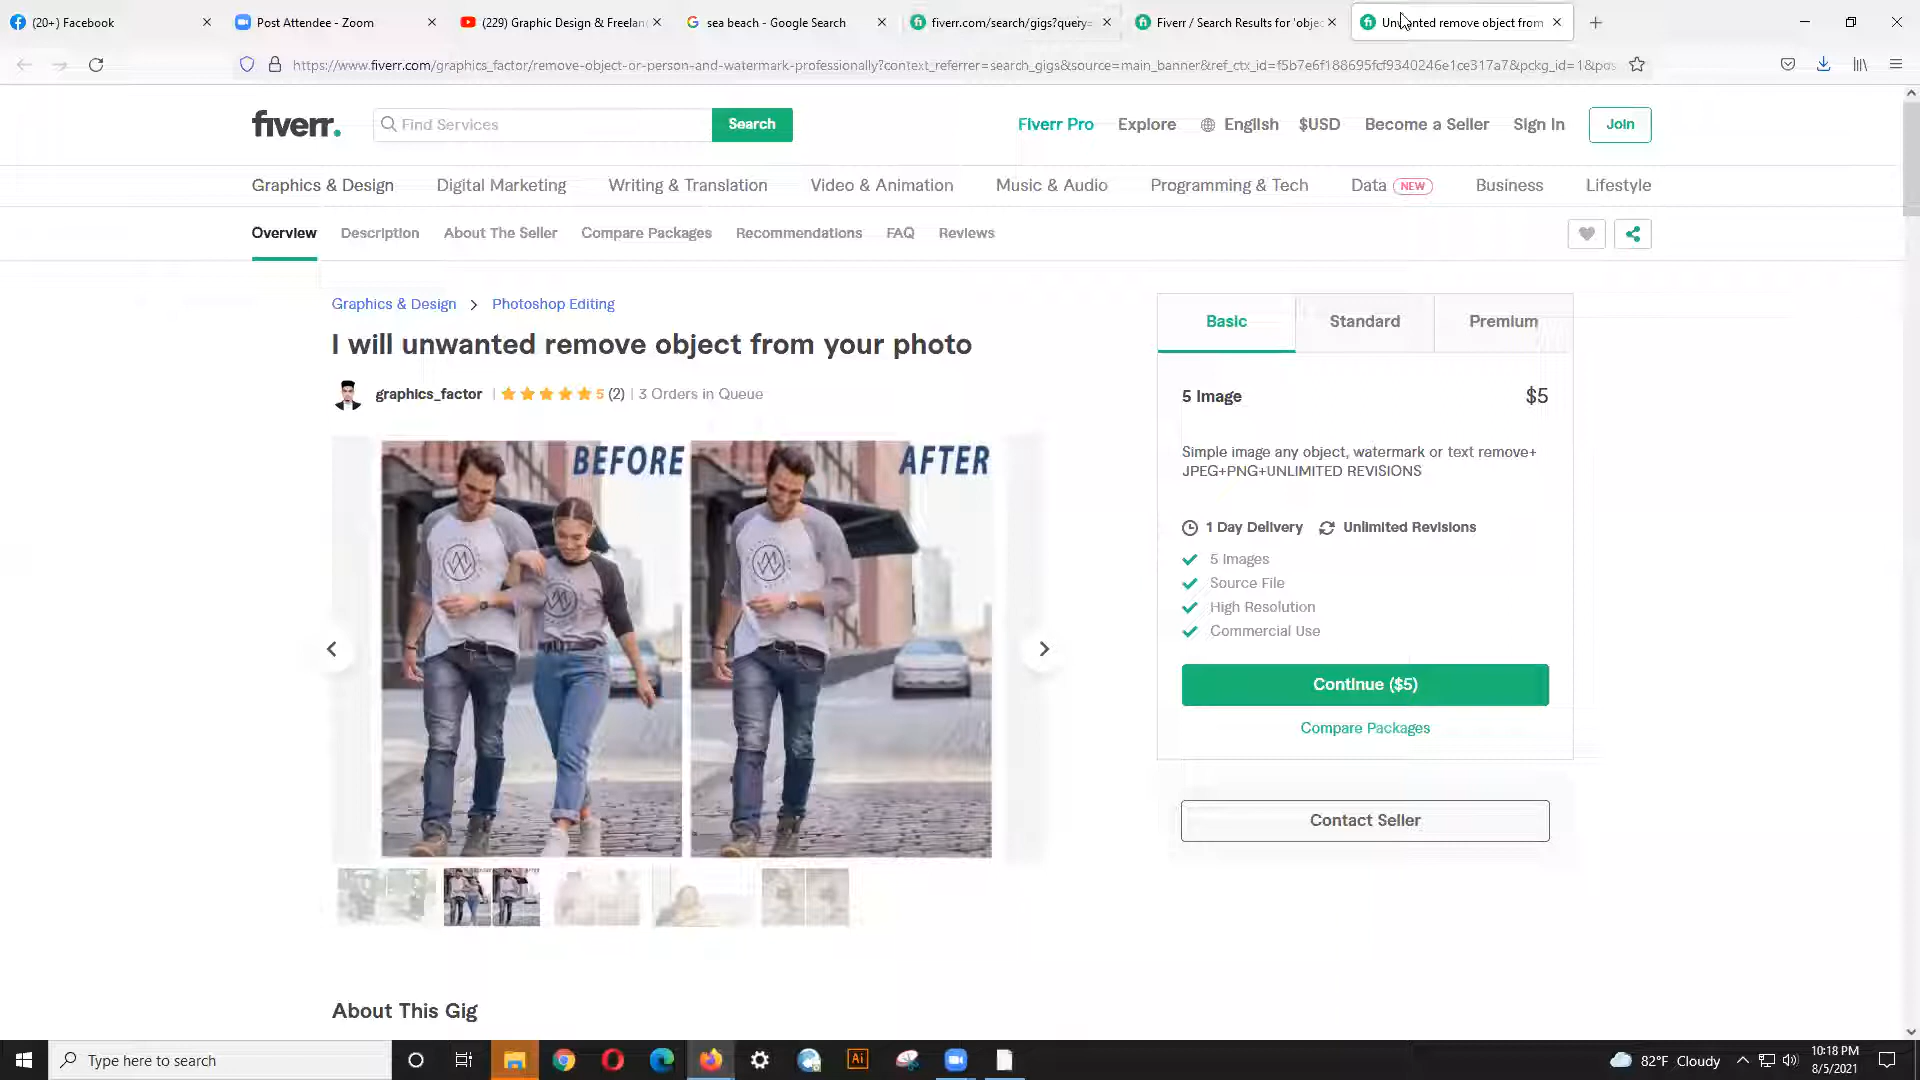 (20+) Facebook
Post Attendee - Zoom
(229) Graphic Design & Freelan
sea beach - Google Search
fiverr.com/search/gigs?query=
Fiverr / Search Results for 'obje
Unwanted remove object from
https://www.fiverr.com/graphics_factor/remove-object-or-person-and-watermark-professionally?context_referrer=search_gigs&source=main_banner&ref_ctx_id=f5b7e6f188695fcf9340246e1ce317a7&pckg_id=1&pos
fiverr.
Find Services
Search
Fiverr Pro
Explore
English
$USD
Become a Seller
Sign In
Join
Graphics & Design
Digital Marketing
Writing & Translation
Video & Animation
Music & Audio
Programming & Tech
Data NEW
Business
Lifestyle
Overview
Description
About The Seller
Compare Packages
Recommendations
FAQ
Reviews
Graphics & Design
Photoshop Editing
I will unwanted remove object from your photo
graphics_factor | 5 (2) | 3 Orders in Queue
BEFORE
AFTER
Basic
Standard
Premium
5 Image
$5
Simple image any object, watermark or text remove+
JPEG+PNG+UNLIMITED REVISIONS
1 Day Delivery
Unlimited Revisions
5 Images
Source File
High Resolution
Commercial Use
Continue ($5)
Compare Packages
Contact Seller
About This Gig
Type here to search
Ai
82°F Cloudy
10:18 PM
8/5/2021